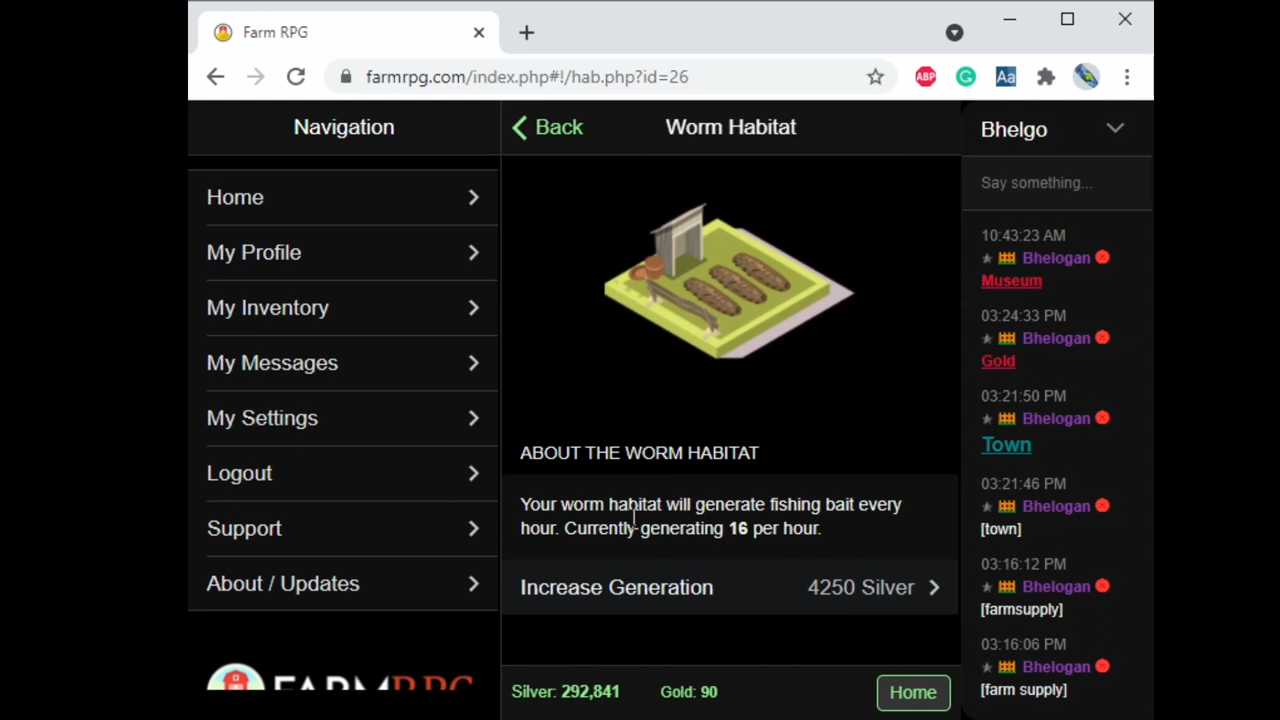 Farm RPG
farmrpg.com/index.php#!/hab.php?id=26
ABP
Aa
Navigation
Home
My Profile
My Inventory
My Messages
My Settings
Logout
Support
About / Updates
FARMRPG
Back
Worm Habitat
ABOUT THE WORM HABITAT
Your worm habitat will generate fishing bait every
hour. Currently generating 16 per hour.
Increase Generation 4250 Silver
Silver: 292,841 Gold: 90 Home
Bhelgo
Say something...
10:43:23 AM
Bhelogan
Museum
03:24:33 PM
Bhelogan
Gold
03:21:50 PM
Bhelogan
Town
03:21:46 PM
Bhelogan
[town]
03:16:12 PM
Bhelogan
[farmsupply]
03:16:06 PM
Bhelogan
[farm supply]